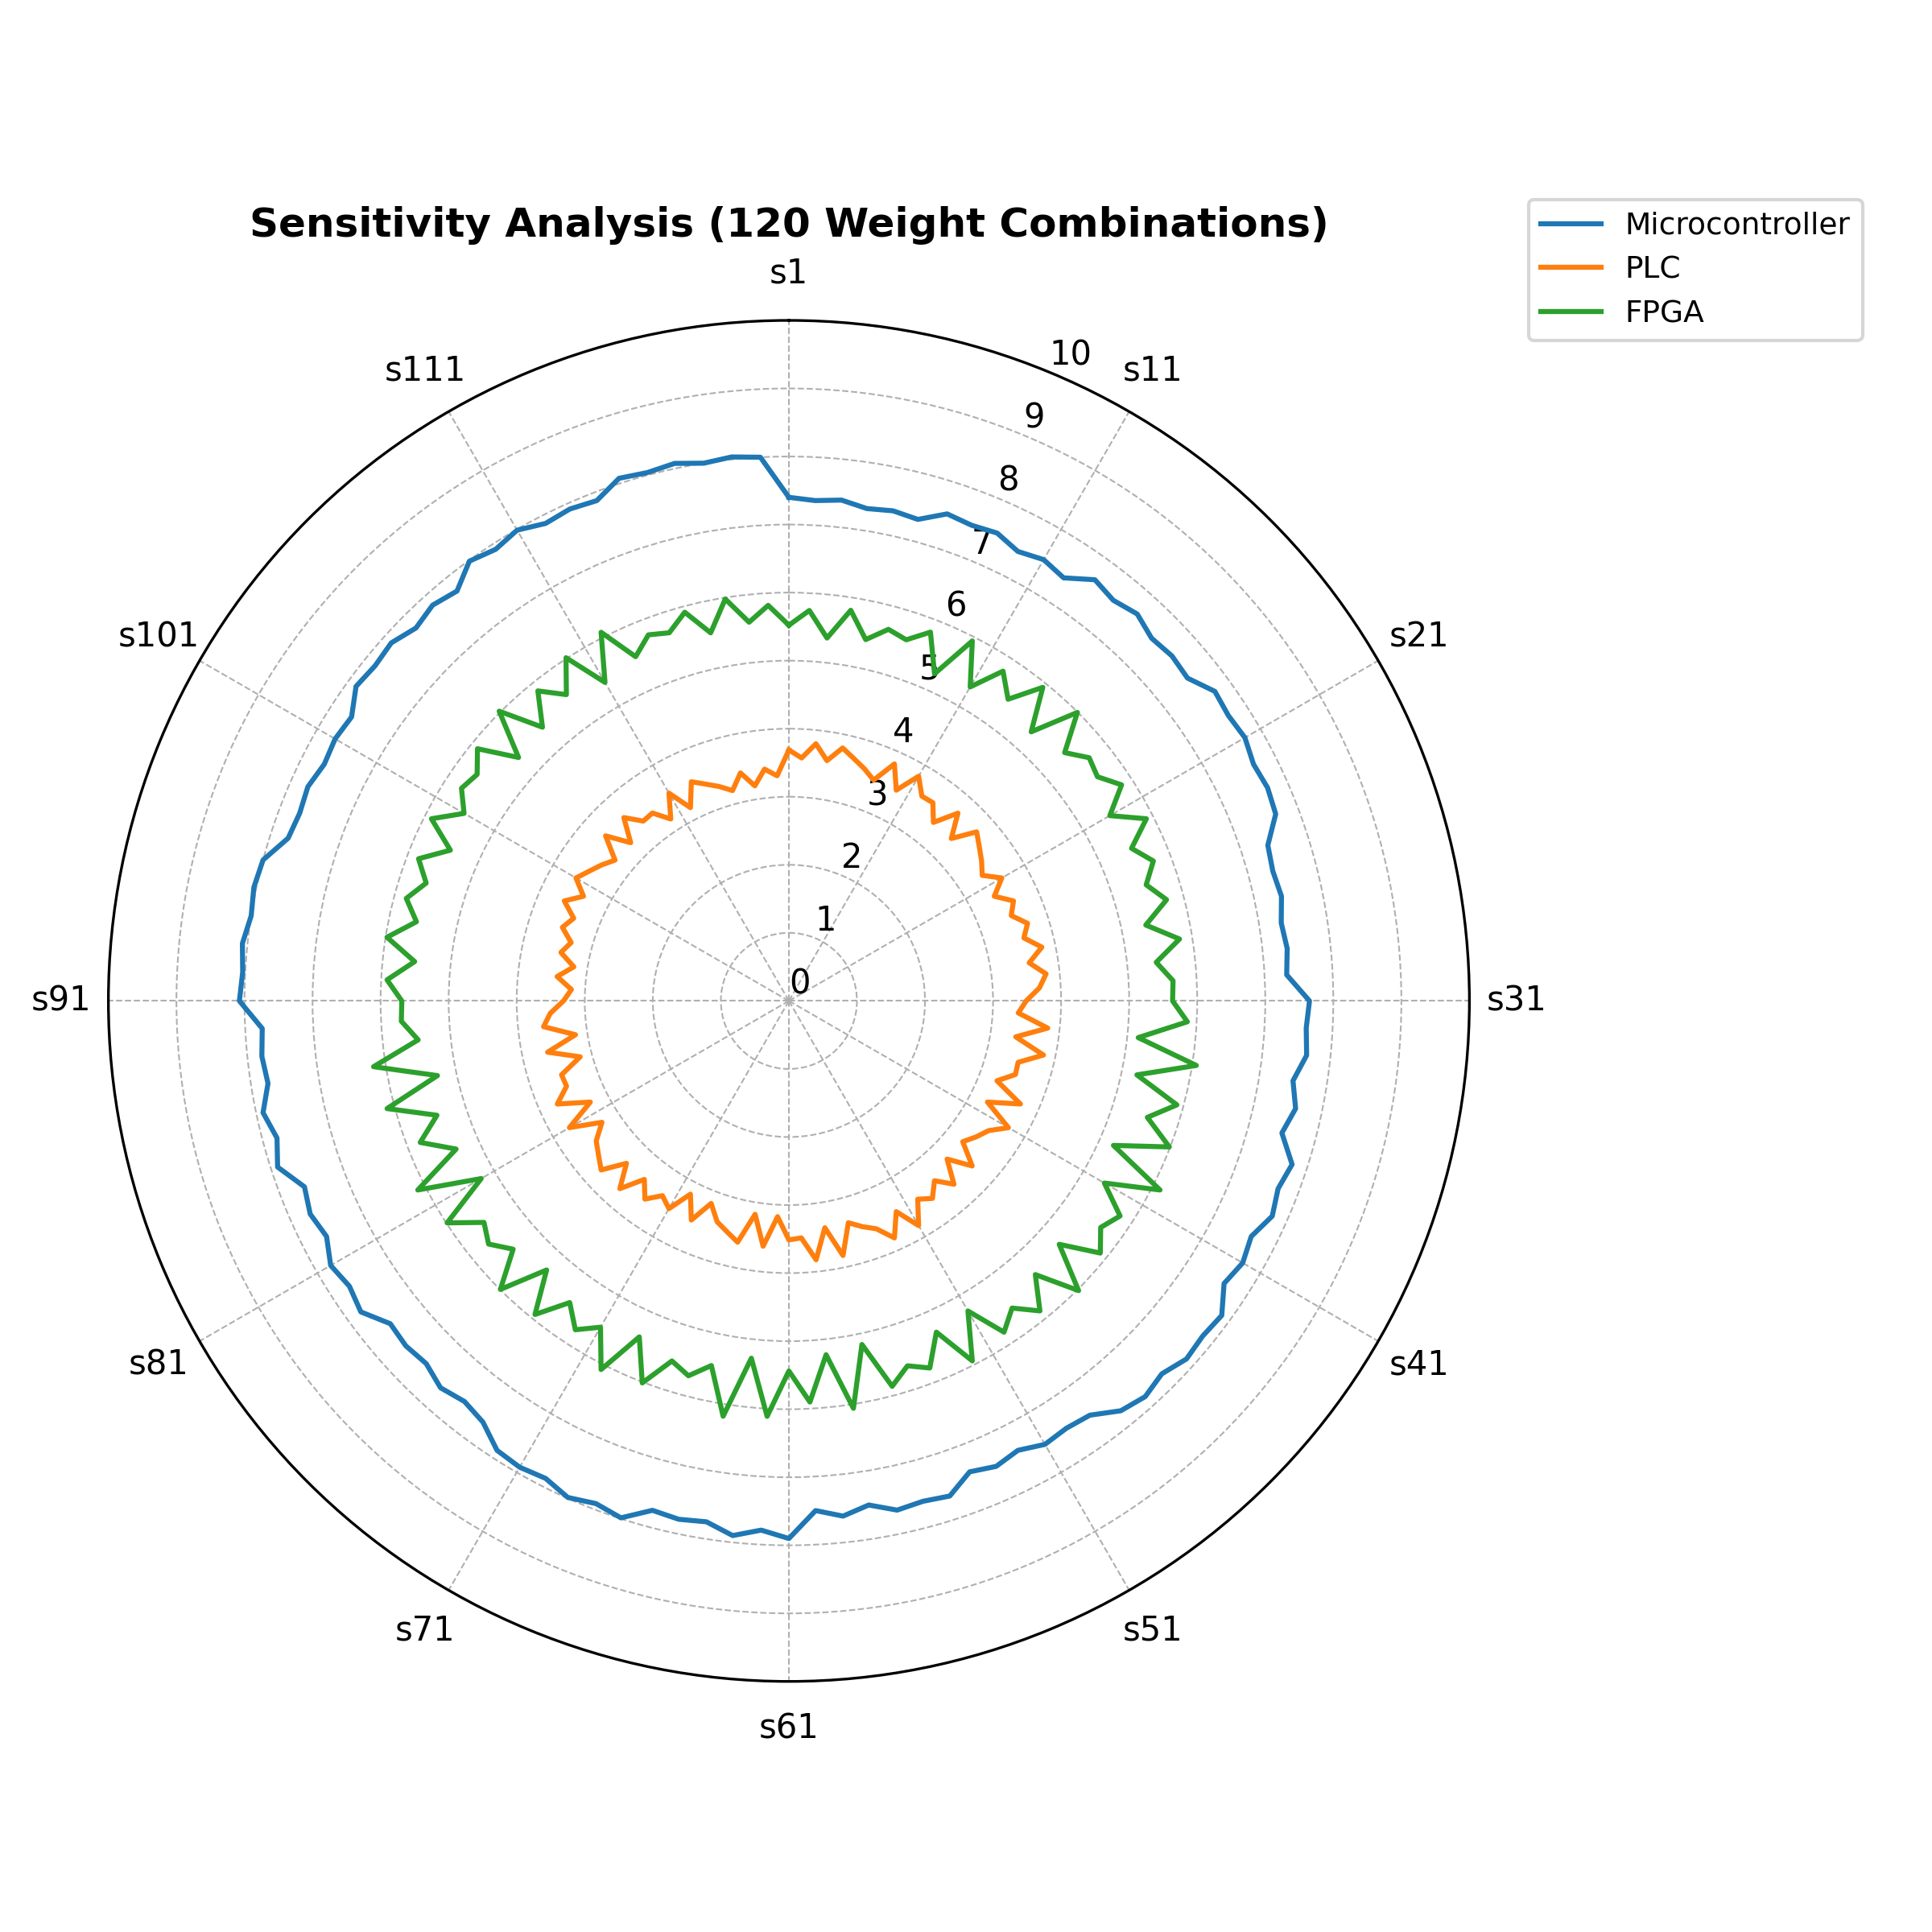 Sensitivity Analysis (120 Weight Combinations)
Microcontroller
PLC
FPGA
s1
s11
s21
s31
s41
s51
s61
s71
s81
s91
s101
s111
10
9
8
7
6
5
4
3
2
1
0